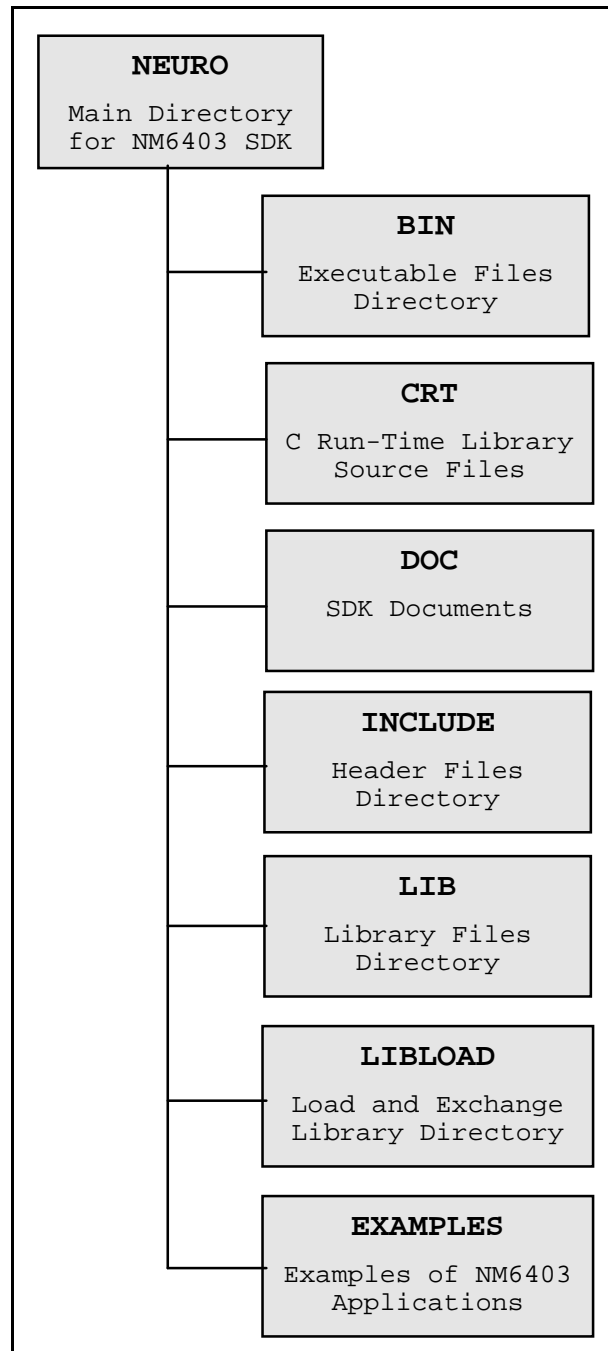 NEURO
Main Directory
for NM6403 SDK
BIN
Executable Files
Directory
CRT
C Run-Time Library
Source Files
DOC
SDK Documents
INCLUDE
Header Files
Directory
LIB
Library Files
Directory
LIBLOAD
Load and Exchange
Library Directory
EXAMPLES
Examples of NM6403
Applications